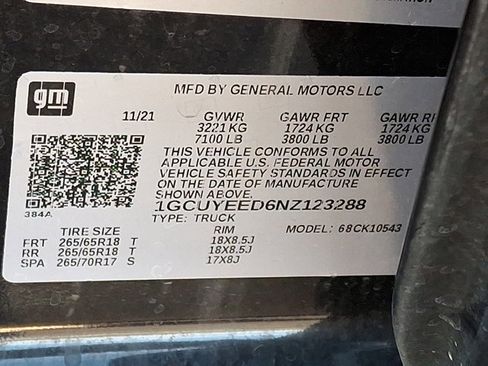 gm
MFD BY GENERAL MOTORS LLC
11/21 GVWR GAWR FRT GAWR RR
3221 KG 1724 KG 1724 KG
7100 LB 3800 LB 3800 LB
THIS VEHICLE CONFORMS TO ALL
APPLICABLE U.S. FEDERAL MOTOR
VEHICLE SAFETY STANDARDS IN EFFECT
ON THE DATE OF MANUFACTURE
SHOWN ABOVE.
1GCUYEED6NZ123288
384A TYPE: TRUCK
TIRE SIZE RIM 68CK10543
FRT 265/65R18 T 18X8.5J
RR 265/65R18 T 18X8.5J
SPA 265/70R17 S 17X8J